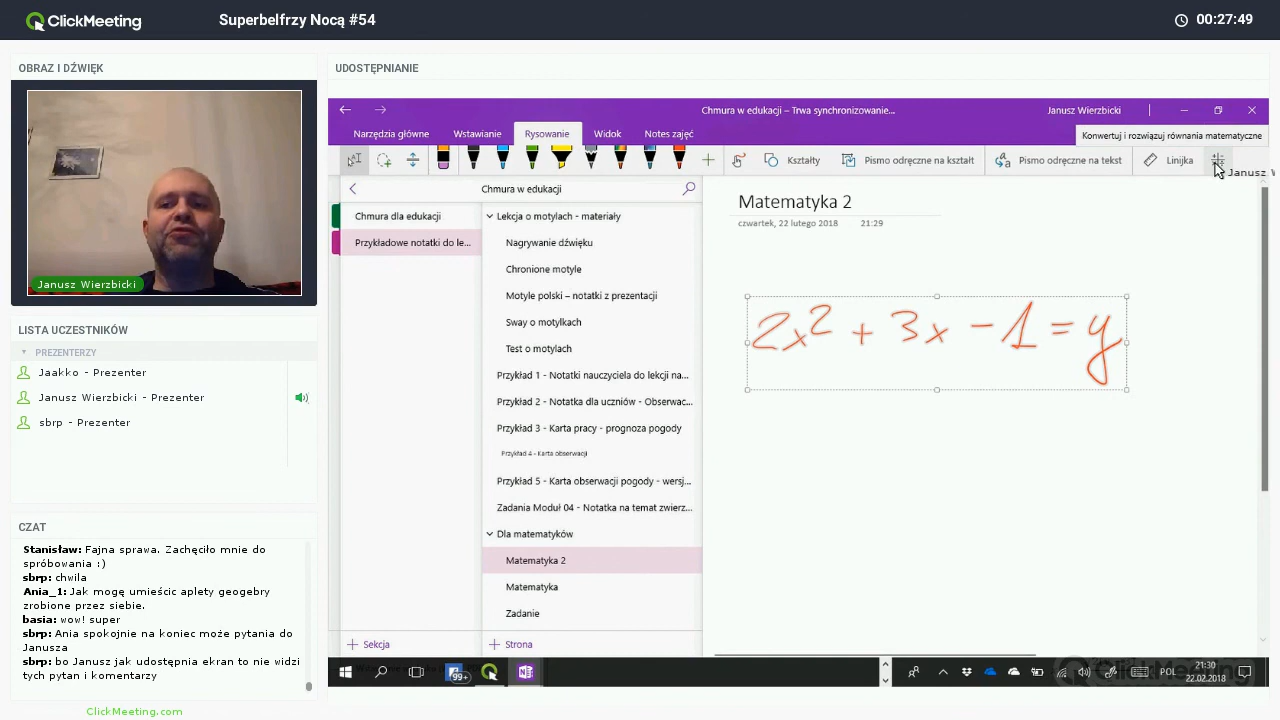 ClickMeeting
Superbelfrzy Nocą #54
00:27:49
OBRAZ I DŹWIĘK
Janusz Wierzbicki
LISTA UCZESTNIKÓW
PREZENTERZY
Jaakko - Prezenter
Janusz Wierzbicki - Prezenter
sbrp - Prezenter
CZAT
Stanisław: Fajna sprawa. Zachęciło mnie do
spróbowania :)
sbrp: chwila
Ania_1: Jak mogę umieścic aplety geogebry
zrobione przez siebie.
basia: wow! super
sbrp: Ania spokojnie na koniec może pytania do
Janusza
sbrp: bo Janusz jak udostępnia ekran to nie widzi
tych pytan i komentarzy
ClickMeeting.com
UDOSTĘPNIANIE
Chmura w edukacji – Trwa synchronizowanie...
Janusz Wierzbicki
Narzędzia główne
Wstawianie
Rysowanie
Widok
Notes zajęć
Konwertuj i rozwiązuj równania matematyczne
Kształty
Pismo odręczne na kształt
Pismo odręczne na tekst
Linijka
Janusz
Chmura w edukacji
Chmura dla edukacji
Przykładowe notatki do le...
Lekcja o motylach - materiały
Nagrywanie dźwięku
Chronione motyle
Motyle polski – notatki z prezentacji
Sway o motylkach
Test o motylach
Przykład 1 - Notatki nauczyciela do lekcji na...
Przykład 2 - Notatka dla uczniów - Obserwac...
Przykład 3 - Karta pracy - prognoza pogody
Przykład 4 - Karta obserwacji
Przykład 5 - Karta obserwacji pogody - wersj...
Zadania Moduł 04 - Notatka na temat zwierz...
Dla matematyków
Matematyka 2
Matematyka
Zadanie
Sekcja
Strona
Matematyka 2
czwartek, 22 lutego 2018 21:29
2x² + 3x - 1 = y
99+
POL
21:30
22.02.2018
ClickMeeting